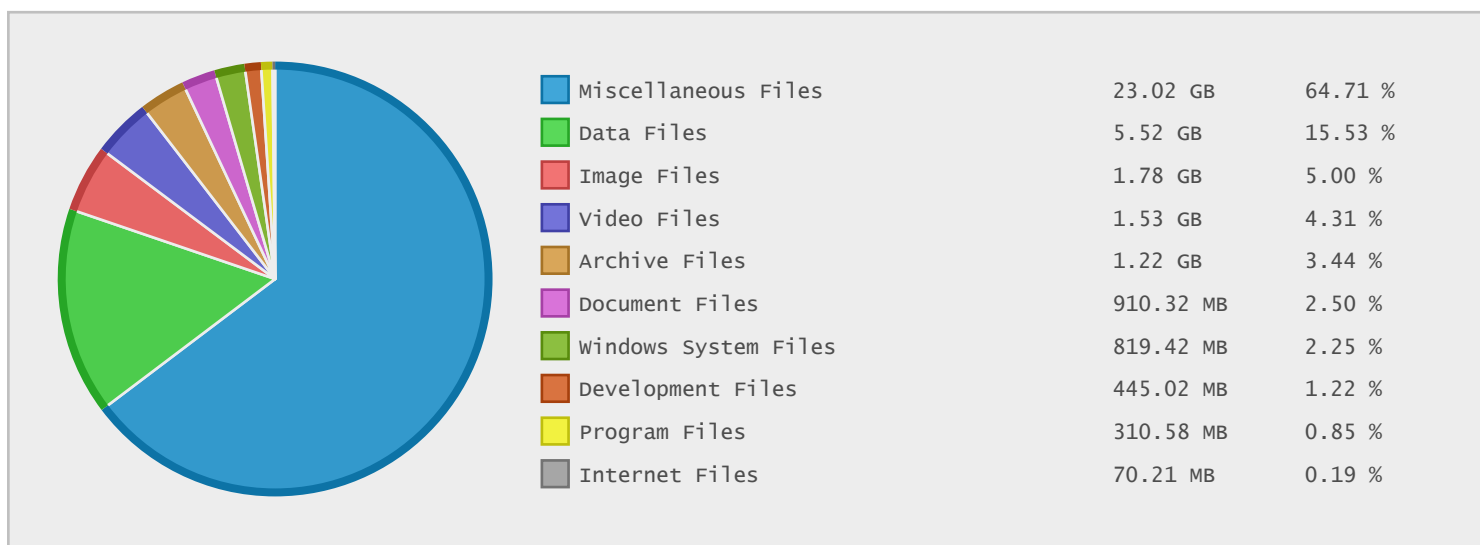 Miscellaneous Files 23.02 GB 64.71 %
Data Files 5.52 GB 15.53 %
Image Files 1.78 GB 5.00 %
Video Files 1.53 GB 4.31 %
Archive Files 1.22 GB 3.44 %
Document Files 910.32 MB 2.50 %
Windows System Files 819.42 MB 2.25 %
Development Files 445.02 MB 1.22 %
Program Files 310.58 MB 0.85 %
Internet Files 70.21 MB 0.19 %